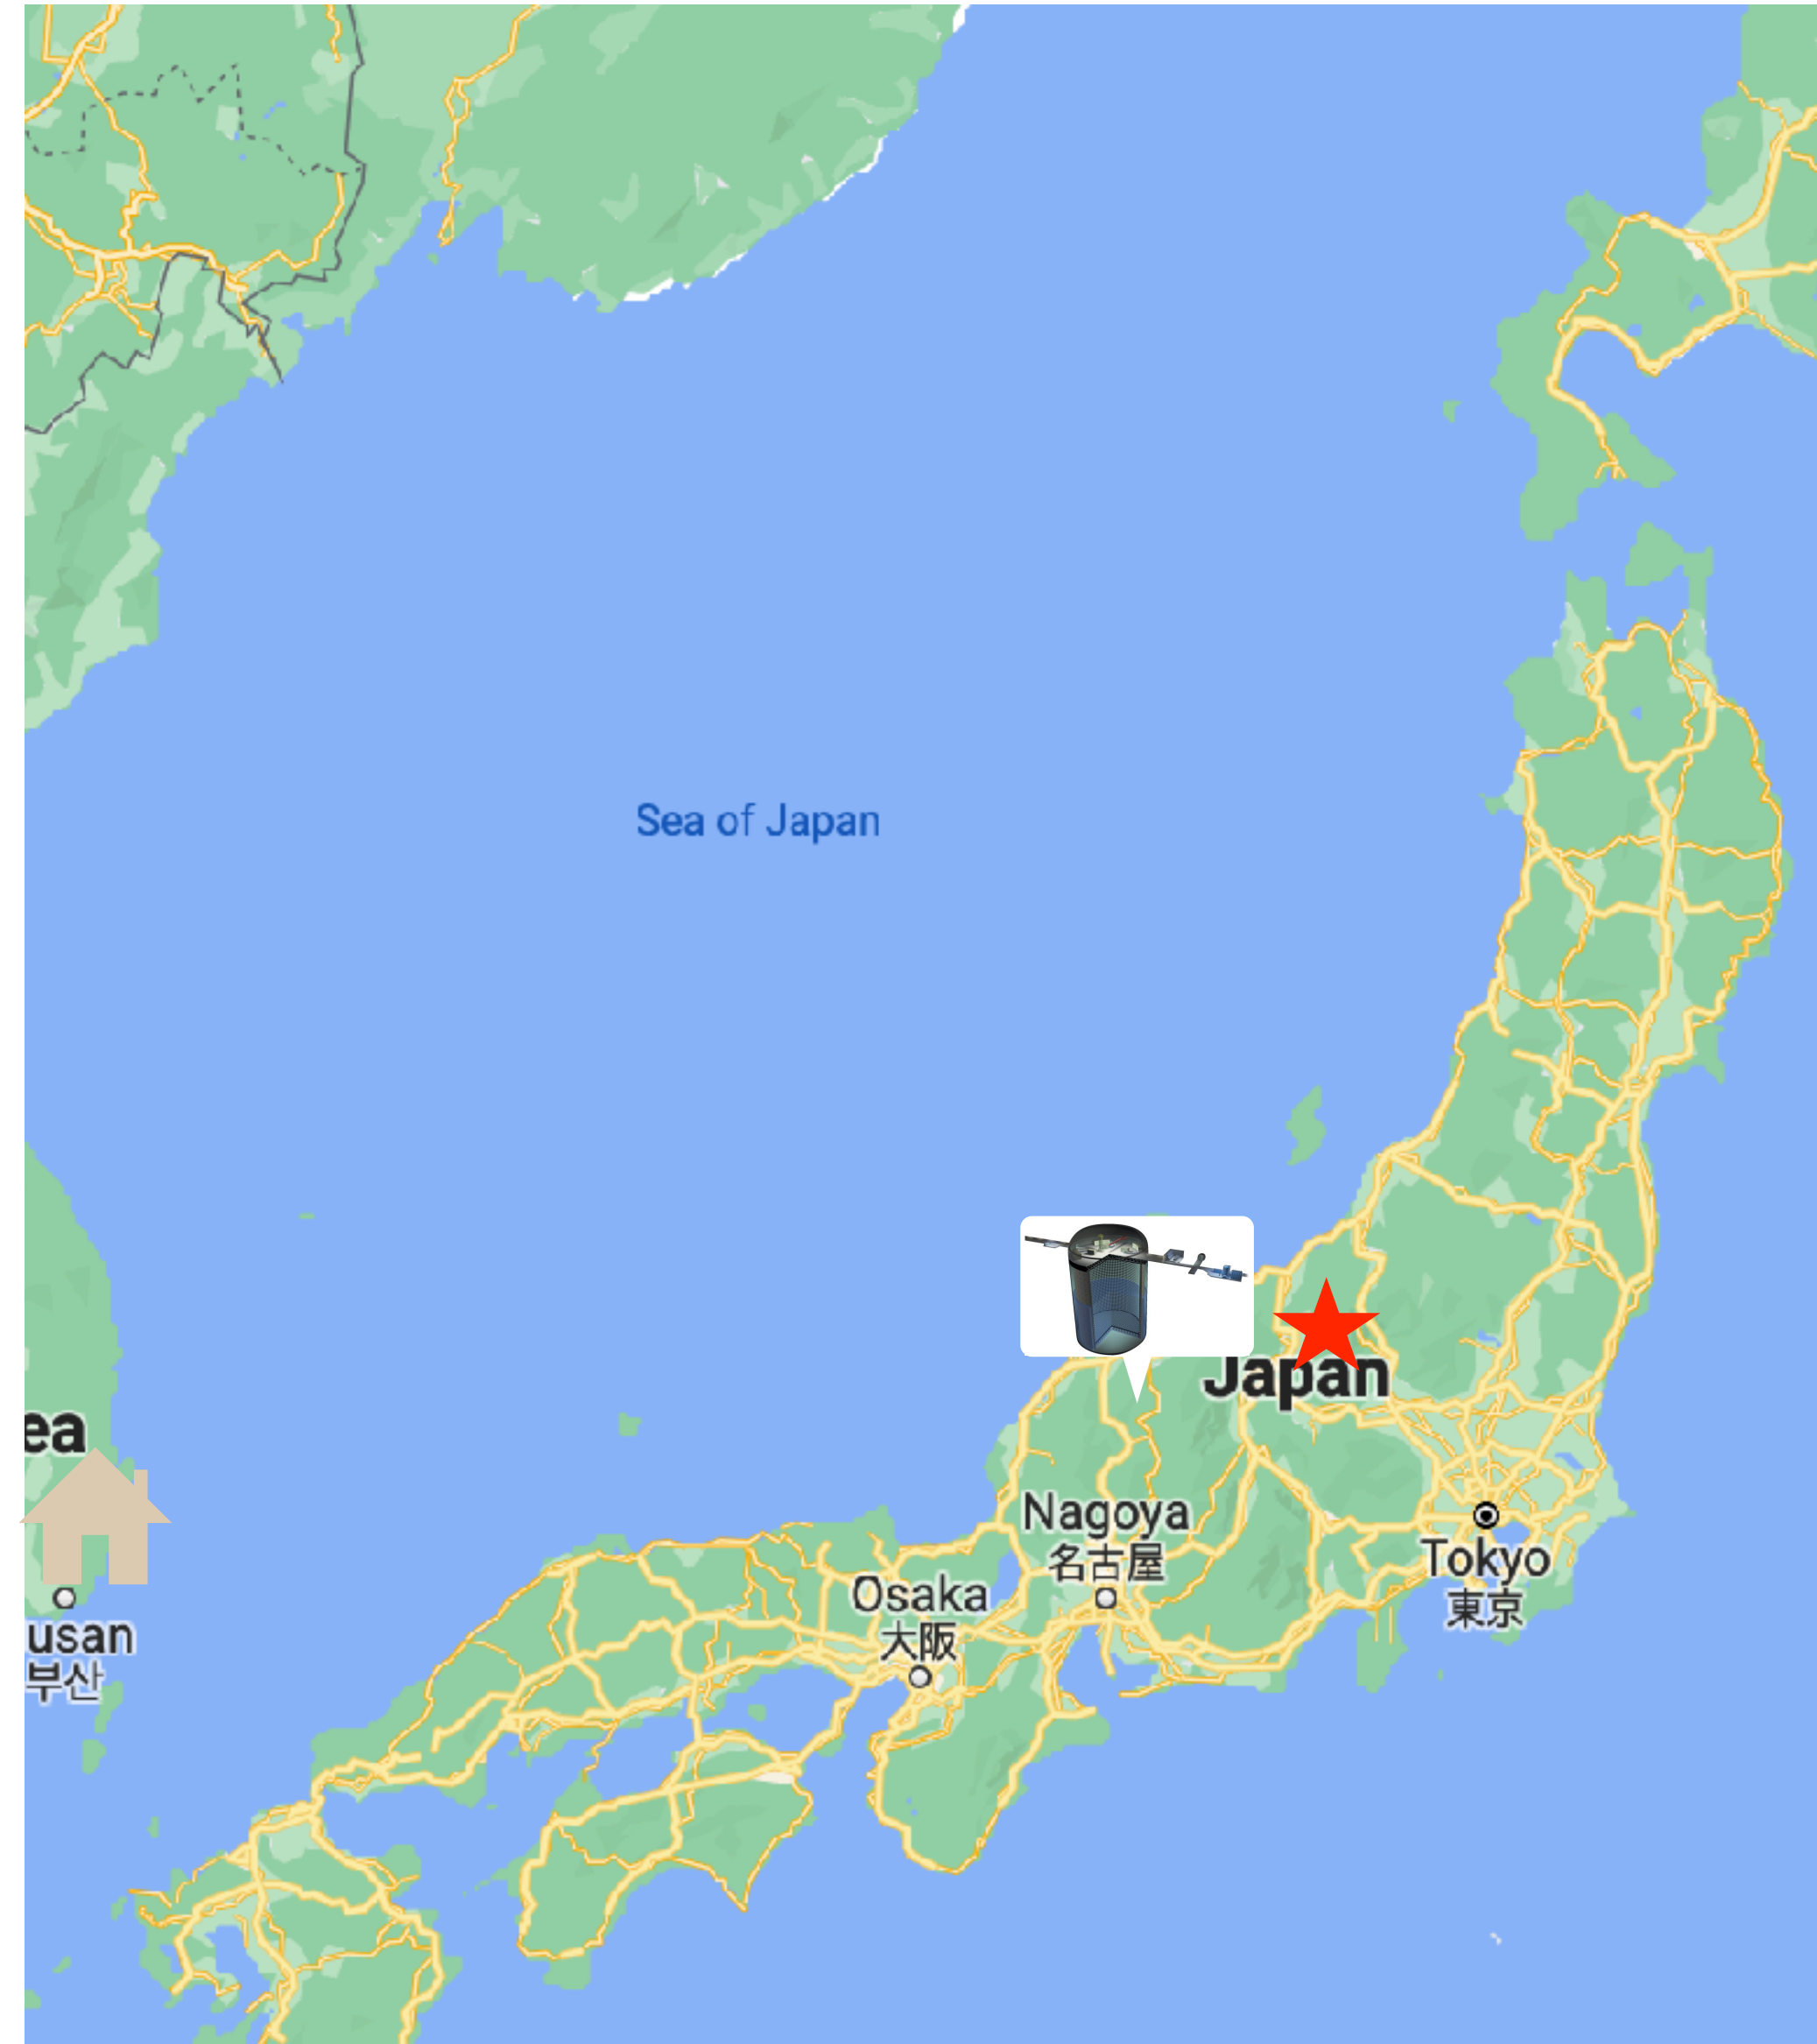 Sea of Japan
Japan
ea
Nagoya
名古屋
Tokyo
東京
Osaka
大阪
usan
부산